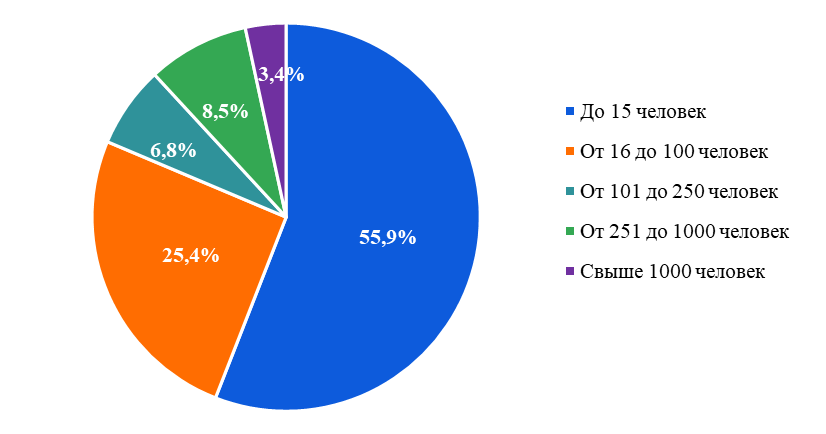 3,4%
8,5%
6,8%
55,9%
25,4%
До 15 человек
От 16 до 100 человек
От 101 до 250 человек
От 251 до 1000 человек
Свыше 1000 человек